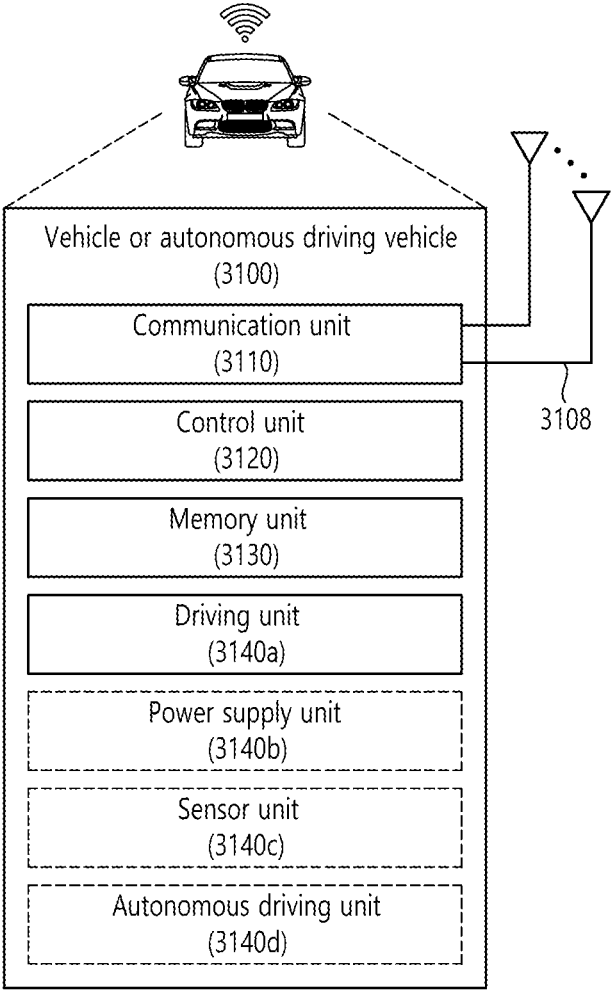 Vehicle or autonomous driving vehicle
(3100)
Communication unit
(3110)
3108
Control unit
(3120)
Memory unit
(3130)
Driving unit
(3140a)
Power supply unit
(3140b)
Sensor unit
(3140c)
Autonomous driving unit
(3140d)